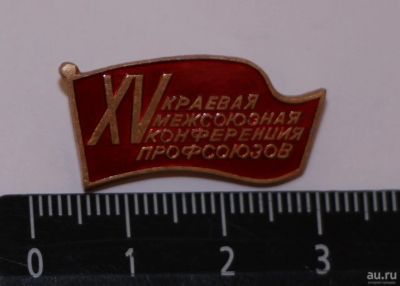 XV КРАЕВАЯ
МЕЖСОЮЗНАЯ
КОНФЕРЕНЦИЯ
ПРОФСОЮЗОВ
0 1 2 3
au.ru